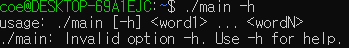 coe@DESKTOP-69A1EJC:~$ ./main -h
usage: ./main [-h] <word1> ... <wordN>
./main: Invalid option -h. Use -h for help.